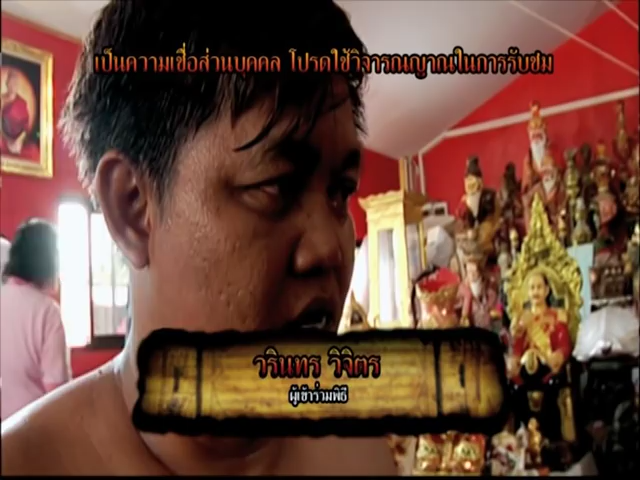 เป็นความเชื่อส่วนบุคคล โปรดใช้วิจารณญาณในการรับชม
วรินทร วิจิตร
ผู้เข้าร่วมพิธี